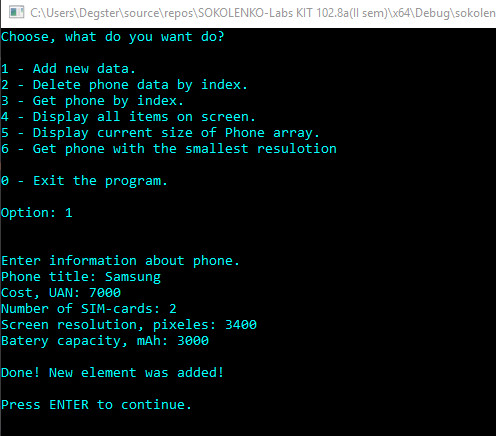 C:\Users\Degster\source\repos\SOKOLENKO-Labs KIT 102.8a(II sem)\x64\Debug\sokolen
Choose, what do you want do?
1 - Add new data.
2 - Delete phone data by index.
3 - Get phone by index.
4 - Display all items on screen.
5 - Display current size of Phone array.
6 - Get phone with the smallest resulotion
0 - Exit the program.
Option: 1
Enter information about phone.
Phone title: Samsung
Cost, UAN: 7000
Number of SIM-cards: 2
Screen resolution, pixeles: 3400
Batery capacity, mAh: 3000
Done! New element was added!
Press ENTER to continue.